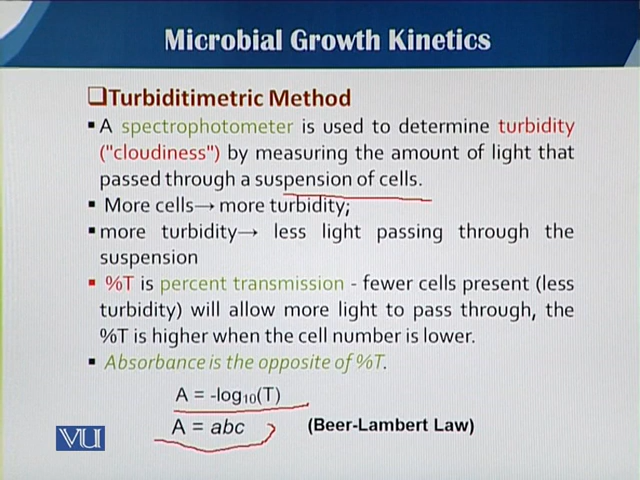 Microbial Growth Kinetics
❑Turbiditimetric Method
▪A spectrophotometer is used to determine turbidity
("cloudiness") by measuring the amount of light that
passed through a suspension of cells.
▪ More cells→ more turbidity;
▪more turbidity→ less light passing through the
suspension
▪ %T is percent transmission - fewer cells present (less
turbidity) will allow more light to pass through, the
%T is higher when the cell number is lower.
▪ Absorbance is the opposite of %T.
A = -log₁₀(T)
A = abc (Beer-Lambert Law)
VU